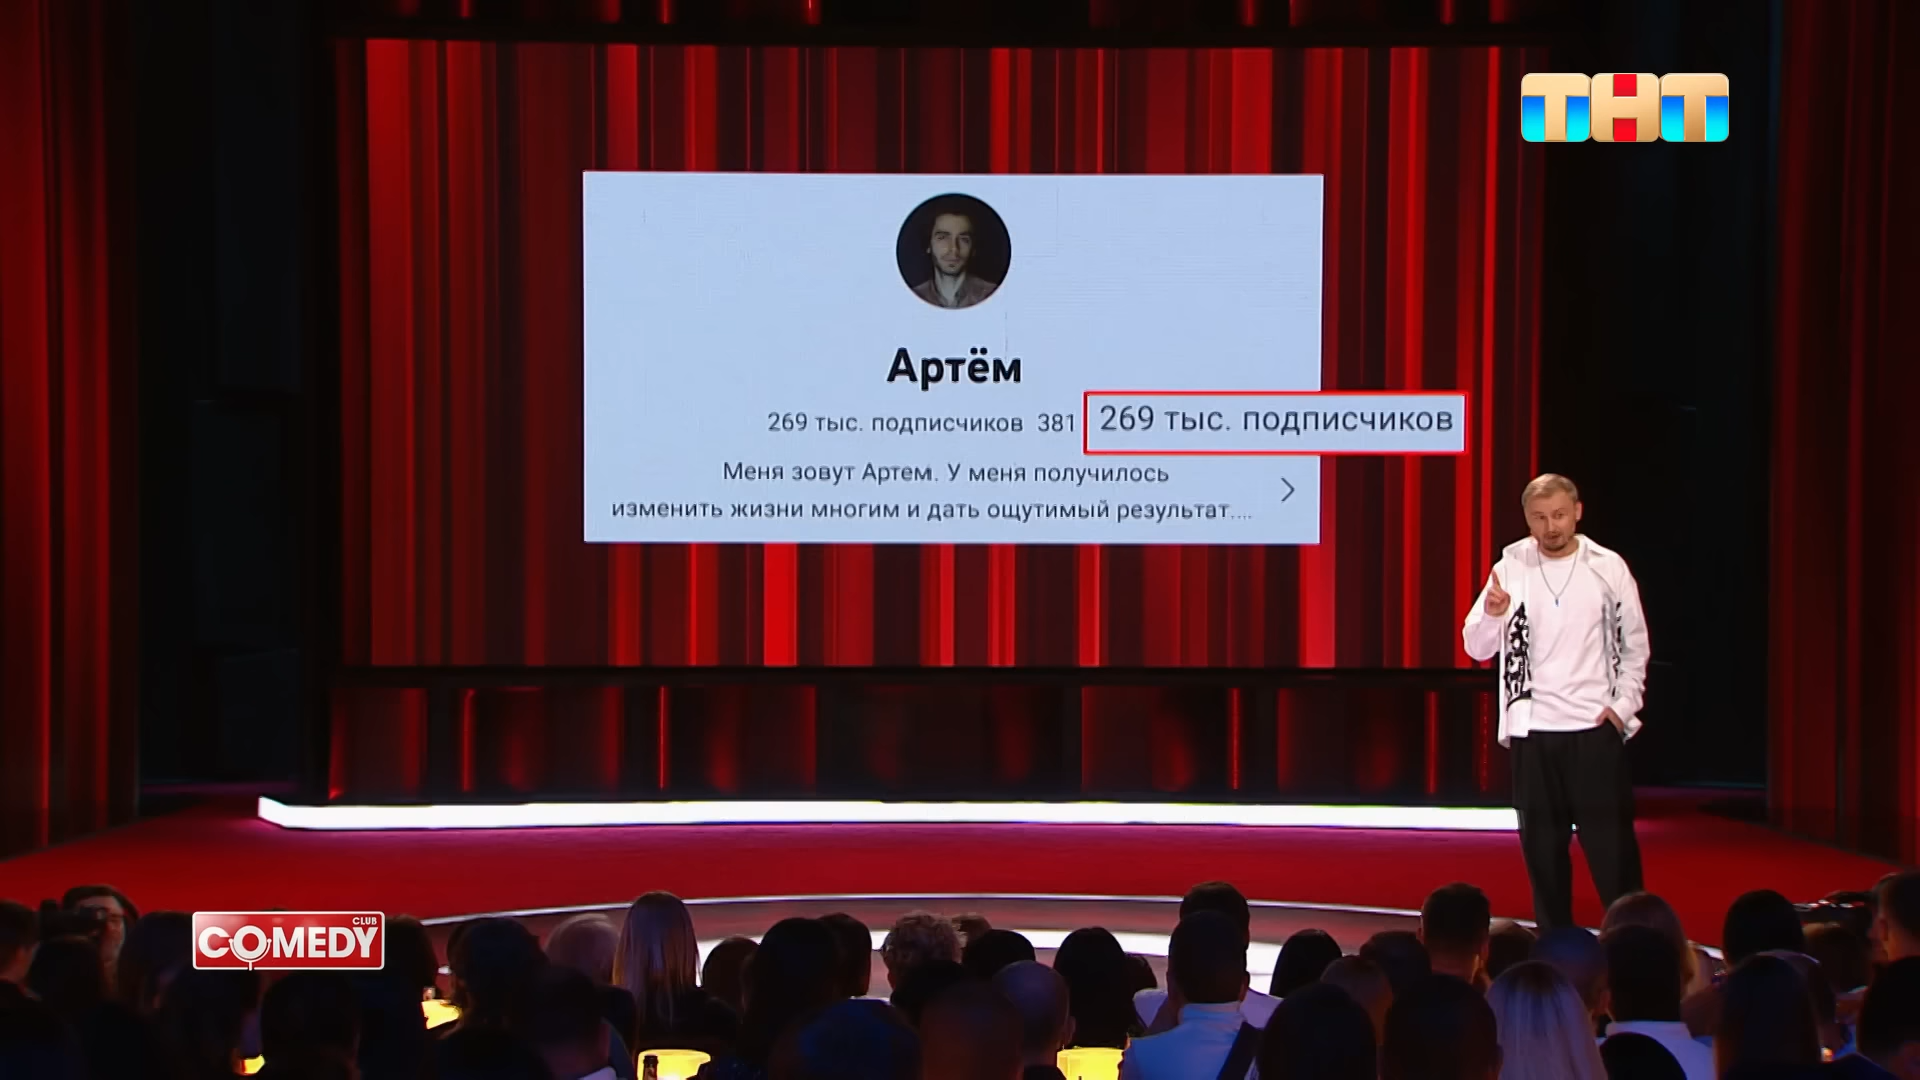 ТНТ
Артём
269 тыс. подписчиков 381
269 тыс. подписчиков
Меня зовут Артем. У меня получилось
изменить жизни многим и дать ощутимый результат....
COMEDY CLUB